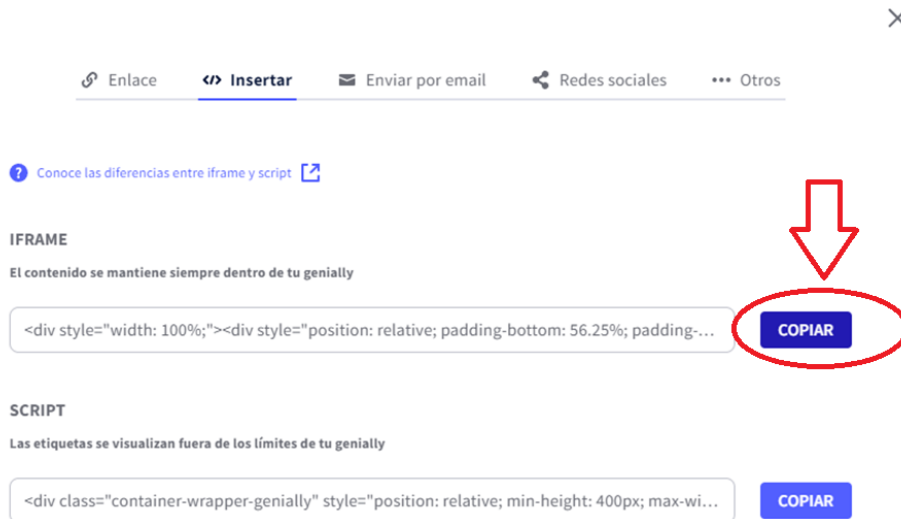 Enlace </> Insertar Enviar por email Redes sociales ••• Otros
? Conoce las diferencias entre iframe y script
IFRAME
El contenido se mantiene siempre dentro de tu genially
<div style="width: 100%;"><div style="position: relative; padding-bottom: 56.25%; padding-... COPIAR
SCRIPT
Las etiquetas se visualizan fuera de los límites de tu genially
<div class="container-wrapper-genially" style="position: relative; min-height: 400px; max-wi... COPIAR